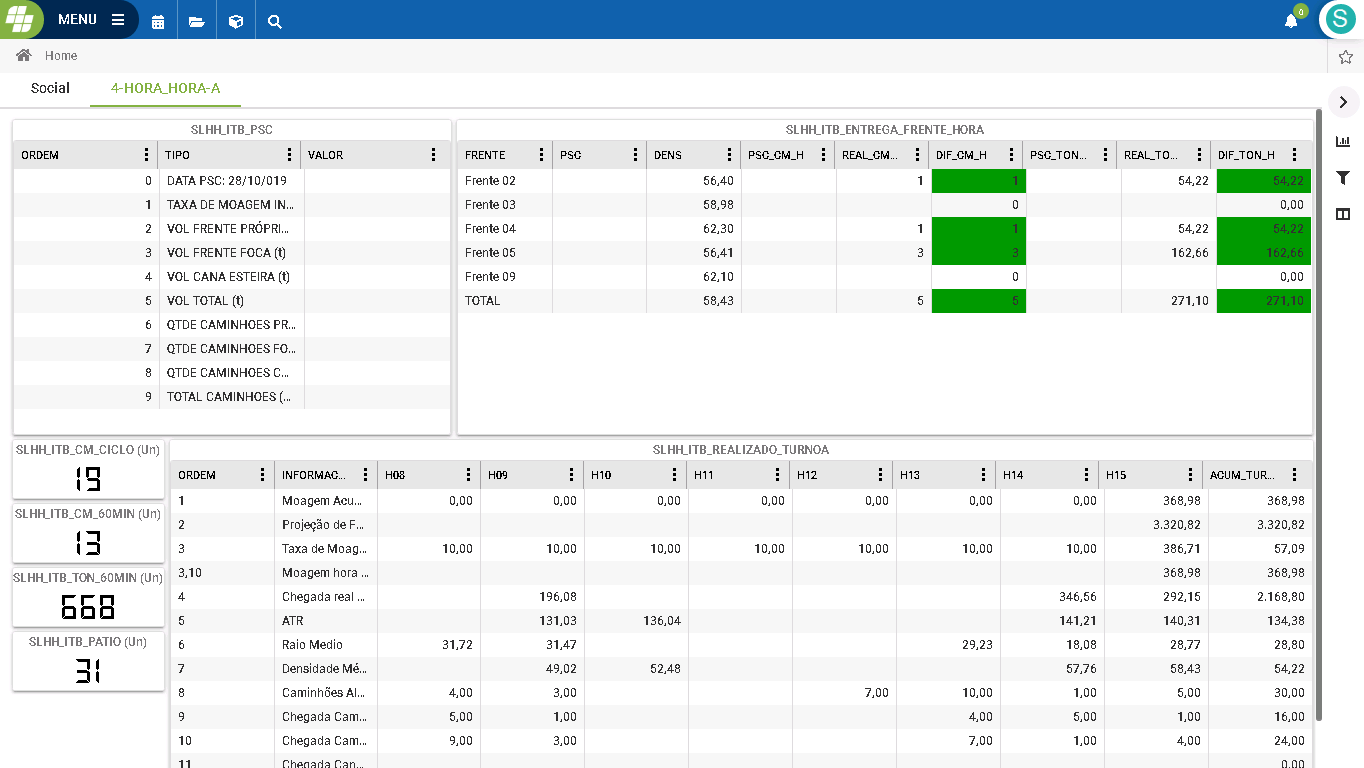 MENU
0
S
Home
Social 4-HORA_HORA-A
SLHH_ITB_PSC
ORDEM TIPO VALOR
0 DATA PSC: 28/10/019
1 TAXA DE MOAGEM IN...
2 VOL FRENTE PRÓPRI...
3 VOL FRENTE FOCA (t)
4 VOL CANA ESTEIRA (t)
5 VOL TOTAL (t)
6 QTDE CAMINHOES PR...
7 QTDE CAMINHOES FO...
8 QTDE CAMINHOES C...
9 TOTAL CAMINHOES (...
SLHH_ITB_ENTREGA_FRENTE_HORA
FRENTE PSC DENS PSC_CM_H REAL_CM... DIF_CM_H PSC_TON... REAL_TO... DIF_TON_H
Frente 02 56,40 1 1 54,22 54,22
Frente 03 58,98 0 0,00
Frente 04 62,30 1 1 54,22 54,22
Frente 05 56,41 3 3 162,66 162,66
Frente 09 62,10 0 0,00
TOTAL 58,43 5 5 271,10 271,10
SLHH_ITB_CM_CICLO (Un)
19
SLHH_ITB_CM_60MIN (Un)
13
SLHH_ITB_TON_60MIN (Un)
668
SLHH_ITB_PATIO (Un)
31
SLHH_ITB_REALIZADO_TURNOA
ORDEM INFORMAC... H08 H09 H10 H11 H12 H13 H14 H15 ACUM_TUR...
1 Moagem Acu... 0,00 0,00 0,00 0,00 0,00 0,00 0,00 368,98 368,98
2 Projeção de F... 3.320,82 3.320,82
3 Taxa de Moag... 10,00 10,00 10,00 10,00 10,00 10,00 10,00 386,71 57,09
3,10 Moagem hora ... 368,98 368,98
4 Chegada real ... 196,08 346,56 292,15 2.168,80
5 ATR 131,03 136,04 141,21 140,31 134,38
6 Raio Medio 31,72 31,47 29,23 18,08 28,77 28,80
7 Densidade Mé... 49,02 52,48 57,76 58,43 54,22
8 Caminhões Al... 4,00 3,00 7,00 10,00 1,00 5,00 30,00
9 Chegada Cam... 5,00 1,00 4,00 5,00 1,00 16,00
10 Chegada Cam... 9,00 3,00 7,00 1,00 4,00 24,00
11 Chegada Can... 0,00